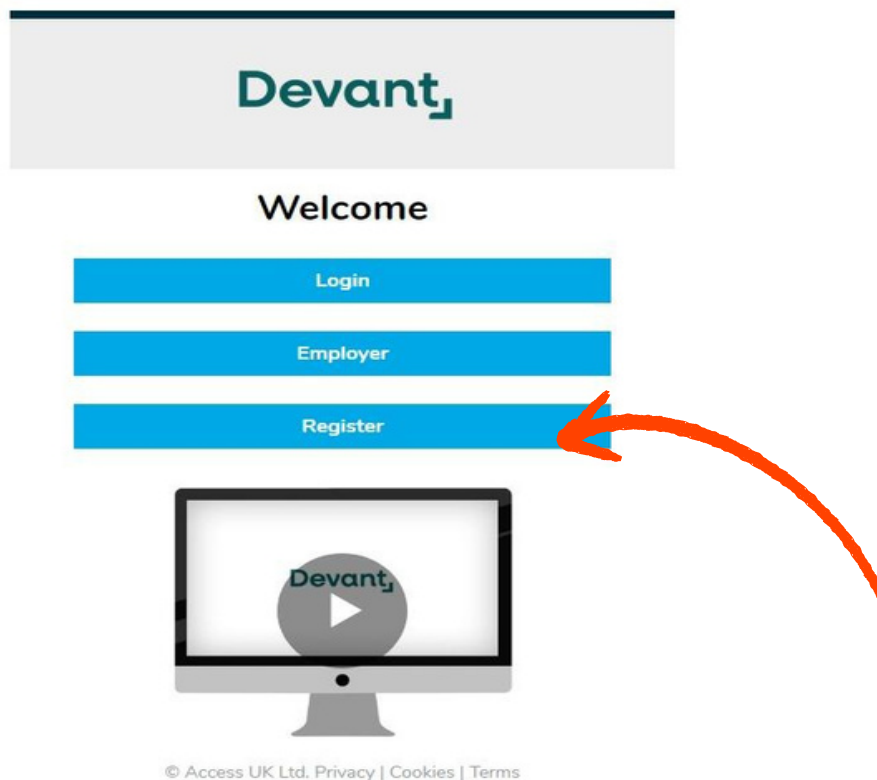 Devant
Welcome
Login
Employer
Register
Devant
© Access UK Ltd. Privacy | Cookies | Terms